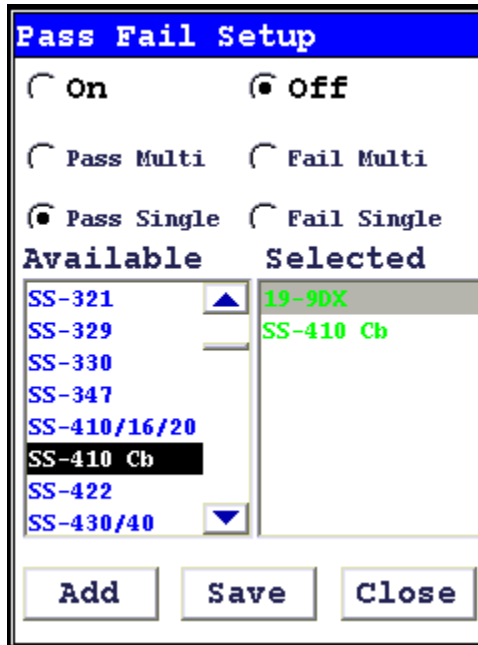 Pass Fail Setup
On Off
Pass Multi Fail Multi
Pass Single Fail Single
Available Selected
SS-321 19-9DX
SS-329 SS-410 Cb
SS-330
SS-347
SS-410/16/20
SS-410 Cb
SS-422
SS-430/40
Add Save Close